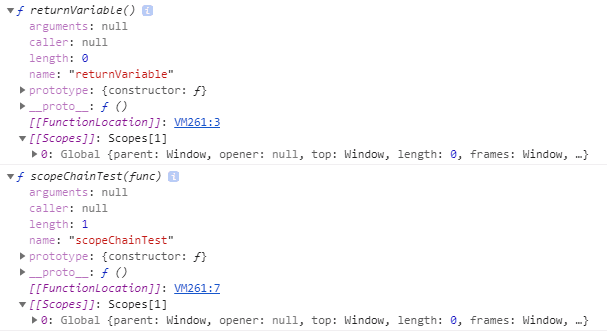 ▼ƒ returnVariable() i
arguments: null
caller: null
length: 0
name: "returnVariable"
▶ prototype: {constructor: ƒ}
▶ __proto__: ƒ ()
[[FunctionLocation]]: VM261:3
▼[[Scopes]]: Scopes[1]
▶ 0: Global {parent: Window, opener: null, top: Window, length: 0, frames: Window, …}
▼ƒ scopeChainTest(func) i
arguments: null
caller: null
length: 1
name: "scopeChainTest"
▶ prototype: {constructor: ƒ}
▶ __proto__: ƒ ()
[[FunctionLocation]]: VM261:7
▼[[Scopes]]: Scopes[1]
▶ 0: Global {parent: Window, opener: null, top: Window, length: 0, frames: Window, …}